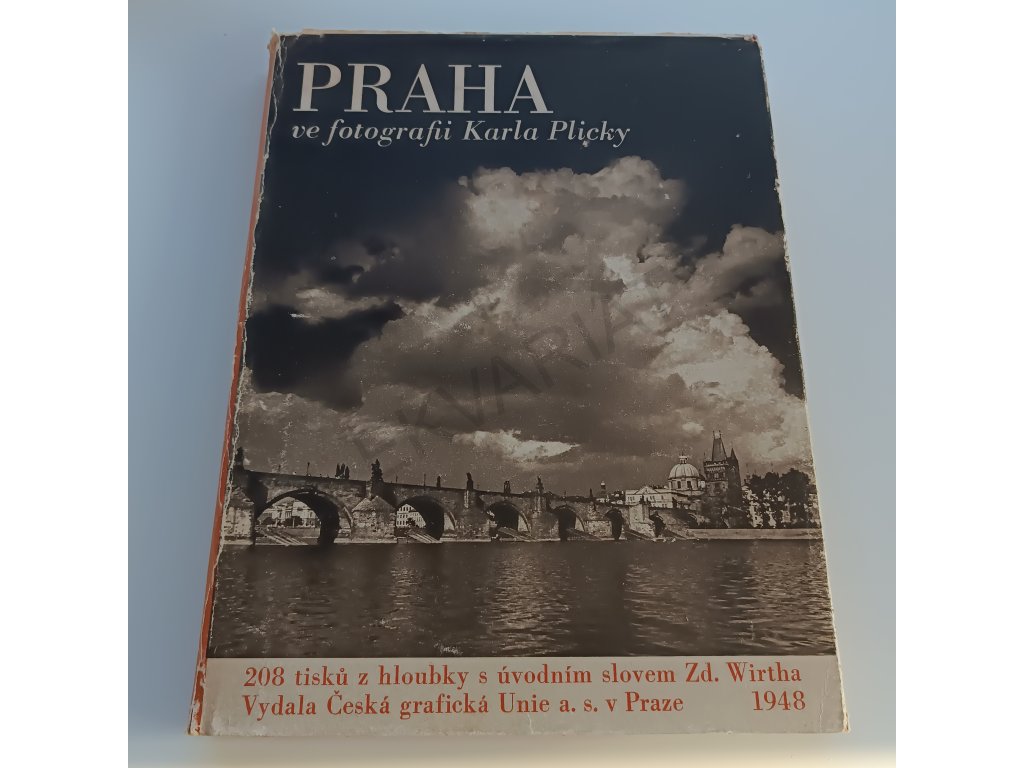 PRAHA
ve fotografii Karla Plicky
208 tisků z hloubky s úvodním slovem Zd. Wirtha
Vydala Česká grafická Unie a. s. v Praze 1948